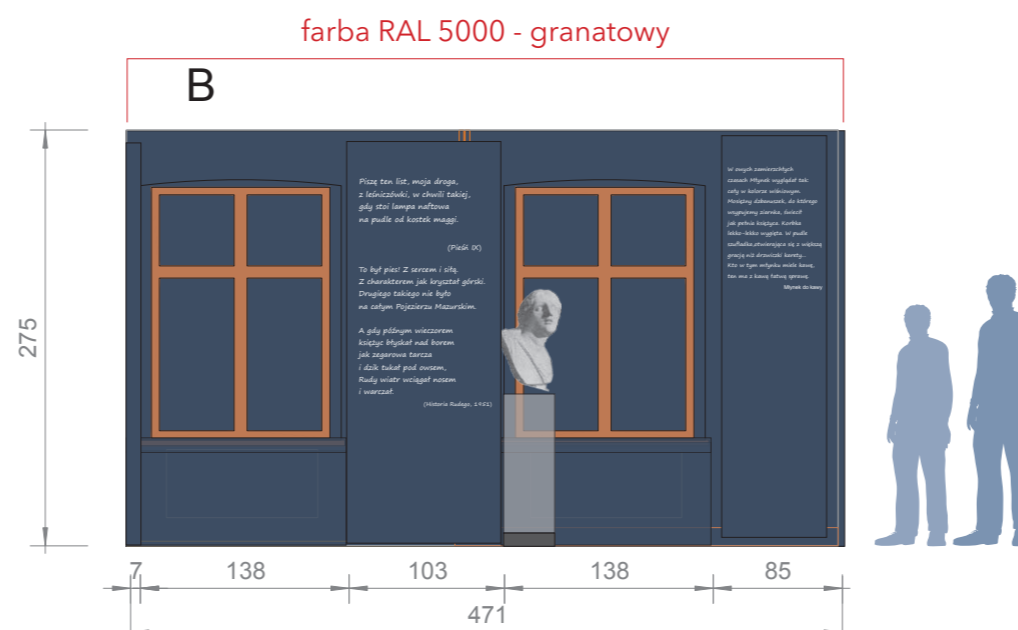 farba RAL 5000 - granatowy
B
Piszę ten list, moja droga,
z leśniczówki, w chwili takiej,
gdy stoi lampa naftowa
na pudle od kostek maggi.
(Pieśń IX)
To był pies! Z sercem i siłą.
Z charakterem jak kryształ górski.
Drugiego takiego nie było
na całym Pojezierzu Mazurskim.
A gdy późnym wieczorem
księżyc błyskał nad borem
jak zegarowa tarcza
i dzik tukał pod owsem,
Rudy wiatr wciągał nosem
i warczał.
(Historia Rudego, 1951)
W owych zamierzchłych
czasach Młynek wyglądał tak:
cały w kolorze wiśniowym.
Mosiężny dzbanuszek, do którego
wsypujemy ziarnka, świecił
jak pełnia księżyca. Korbka
lekko-lekko wygięta. W pudle
szufladka,otwierająca się z większą
gracją niż drzwiczki karety...
Kto w tym młynku miele kawę,
ten ma z kawą łatwą sprawę.
Młynek do kawy
275
7
138
103
138
85
471